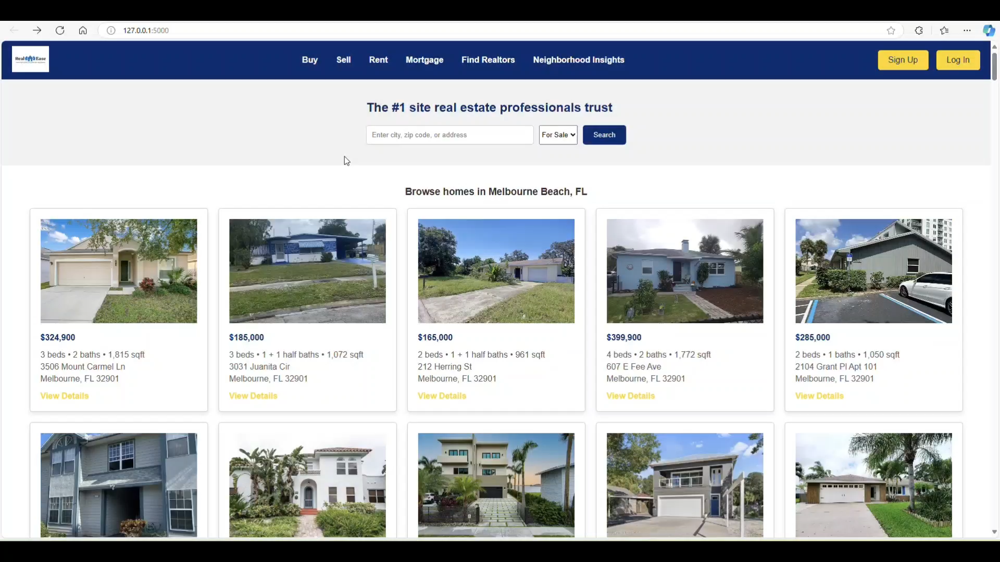 127.0.0.1:5000
Real Ease
Buy Sell Rent Mortgage Find Realtors Neighborhood Insights
Sign Up Log In
The #1 site real estate professionals trust
Enter city, zip code, or address For Sale Search
Browse homes in Melbourne Beach, FL
$324,900
3 beds • 2 baths • 1,815 sqft
3506 Mount Carmel Ln
Melbourne, FL 32901
View Details
$185,000
3 beds • 1 + 1 half baths • 1,072 sqft
3031 Juanita Cir
Melbourne, FL 32901
View Details
$165,000
2 beds • 1 + 1 half baths • 961 sqft
212 Herring St
Melbourne, FL 32901
View Details
$399,900
4 beds • 2 baths • 1,772 sqft
607 E Fee Ave
Melbourne, FL 32901
View Details
$285,000
2 beds • 1 baths • 1,050 sqft
2104 Grant Pl Apt 101
Melbourne, FL 32901
View Details